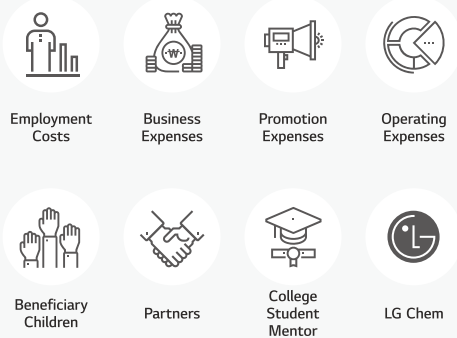 ₩
Employment
Costs
Business
Expenses
Promotion
Expenses
Operating
Expenses
Beneficiary
Children
Partners
College
Student
Mentor
LG
LG Chem